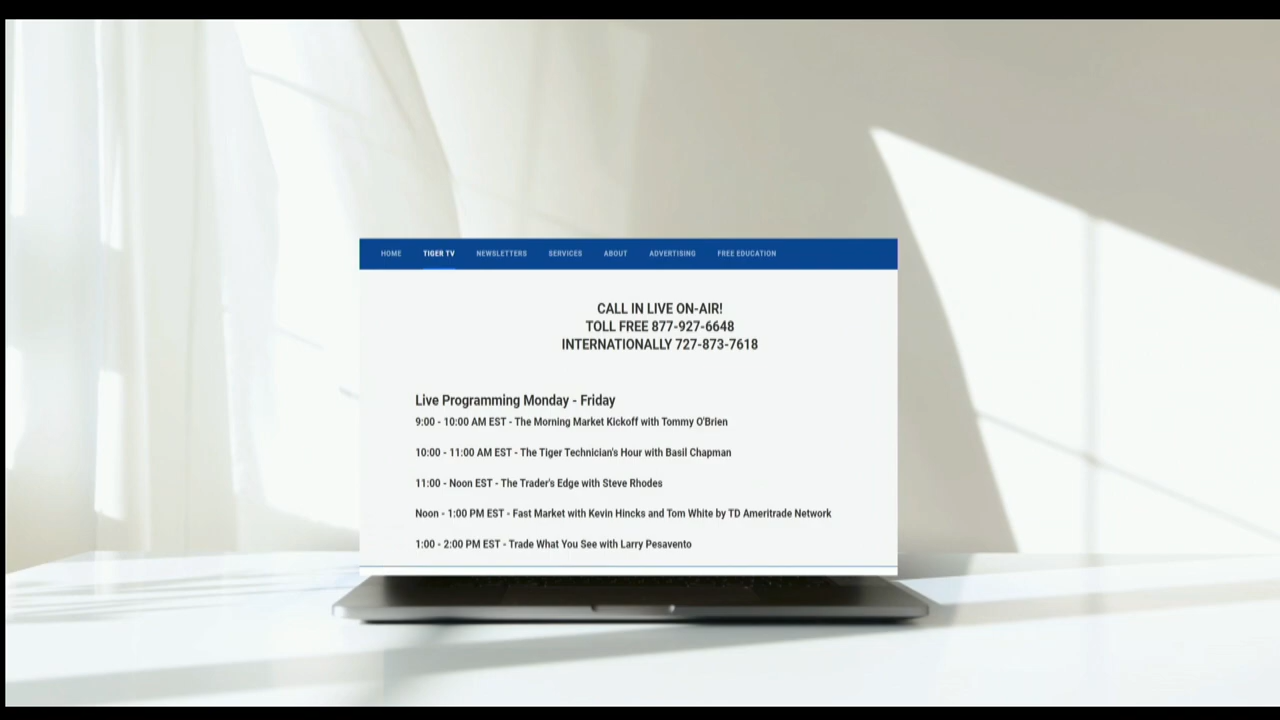 HOME TIGER TV NEWSLETTERS SERVICES ABOUT ADVERTISING FREE EDUCATION
CALL IN LIVE ON-AIR!
TOLL FREE 877-927-6648
INTERNATIONALLY 727-873-7618
Live Programming Monday - Friday
9:00 - 10:00 AM EST - The Morning Market Kickoff with Tommy O'Brien
10:00 - 11:00 AM EST - The Tiger Technician's Hour with Basil Chapman
11:00 - Noon EST - The Trader's Edge with Steve Rhodes
Noon - 1:00 PM EST - Fast Market with Kevin Hincks and Tom White by TD Ameritrade Network
1:00 - 2:00 PM EST - Trade What You See with Larry Pesavento